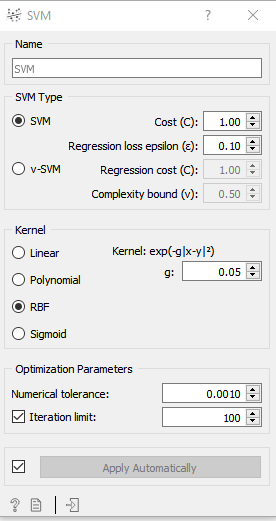 SVM
?
Name
SVM
SVM Type
SVM Cost (C): 1.00
Regression loss epsilon (ε): 0.10
ν-SVM Regression cost (C): 1.00
Complexity bound (ν): 0.50
Kernel
Linear Kernel: exp(-g|x-y|²)
g: 0.05
Polynomial
RBF
Sigmoid
Optimization Parameters
Numerical tolerance: 0.0010
Iteration limit: 100
Apply Automatically
?